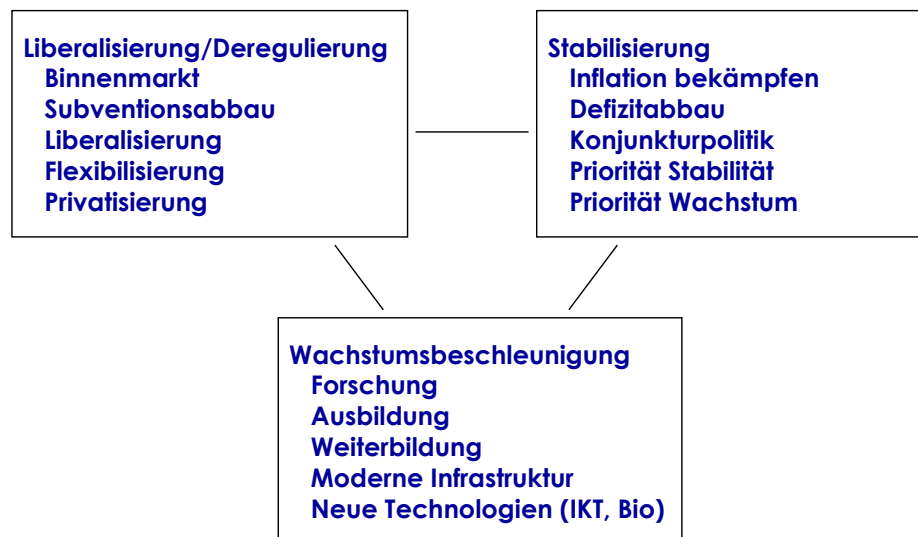 Liberalisierung/Deregulierung
Binnenmarkt
Subventionsabbau
Liberalisierung
Flexibilisierung
Privatisierung
Stabilisierung
Inflation bekämpfen
Defizitabbau
Konjunkturpolitik
Priorität Stabilität
Priorität Wachstum
Wachstumsbeschleunigung
Forschung
Ausbildung
Weiterbildung
Moderne Infrastruktur
Neue Technologien (IKT, Bio)